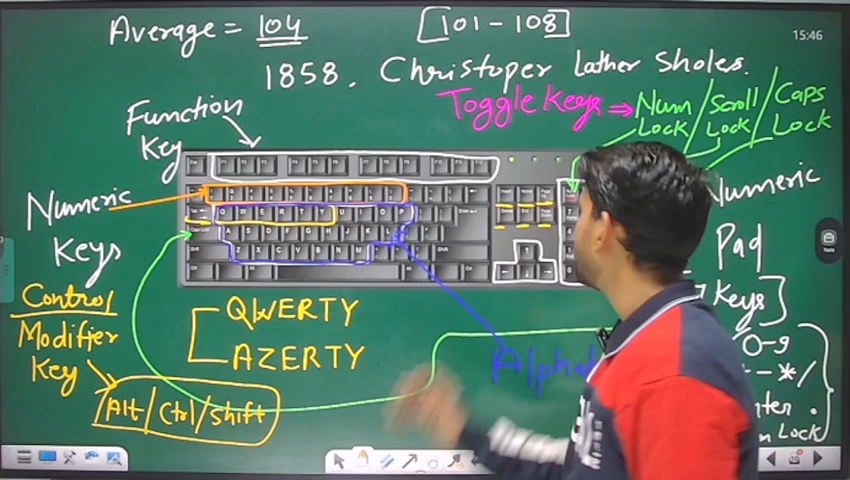 Average = 104 [101 - 108]
15:46
1858. Christoper lather Sholes.
Toggle Keys ⇒ Num Lock / Scroll Lock / Caps Lock
Function Key
Numeric Keys
Numeric
Pad
Keys]
Control
Modifier
Key
Alt / Ctrl / Shift
QWERTY
AZERTY
0-9
- * /
Lock
Q W E R T Y U I O P
A S D F G H J K L
Z X C V B N M